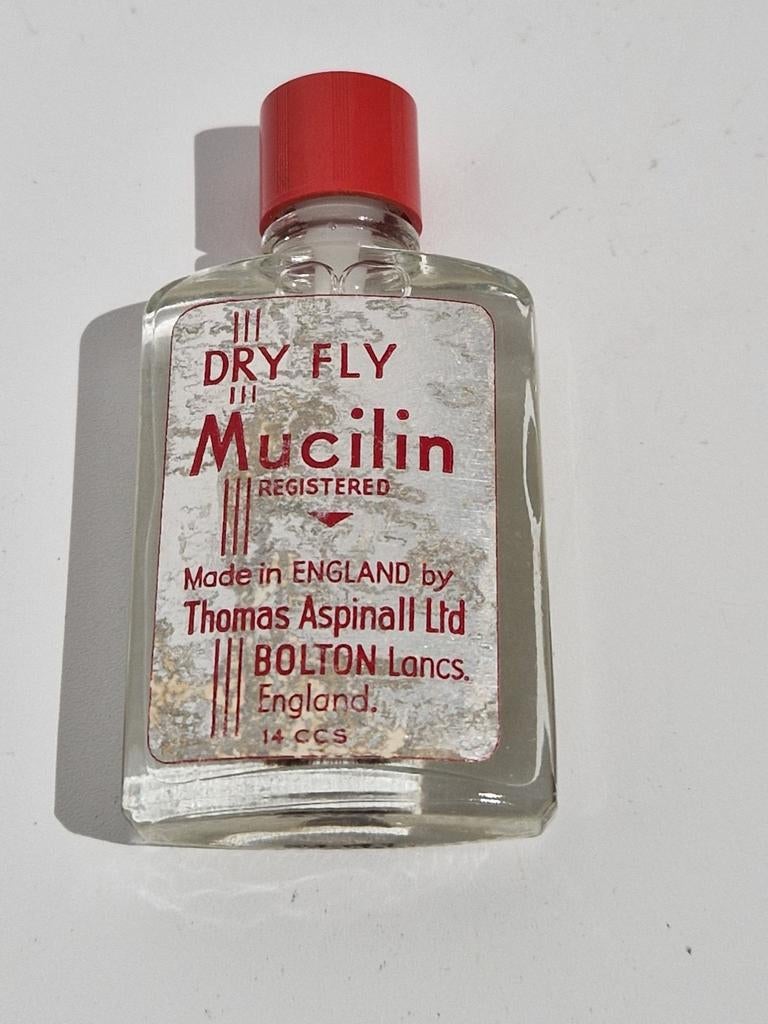 DRY FLY
Mucilin
REGISTERED
Made in ENGLAND by
Thomas Aspinall Ltd
BOLTON Lancs.
England.
14 CCS